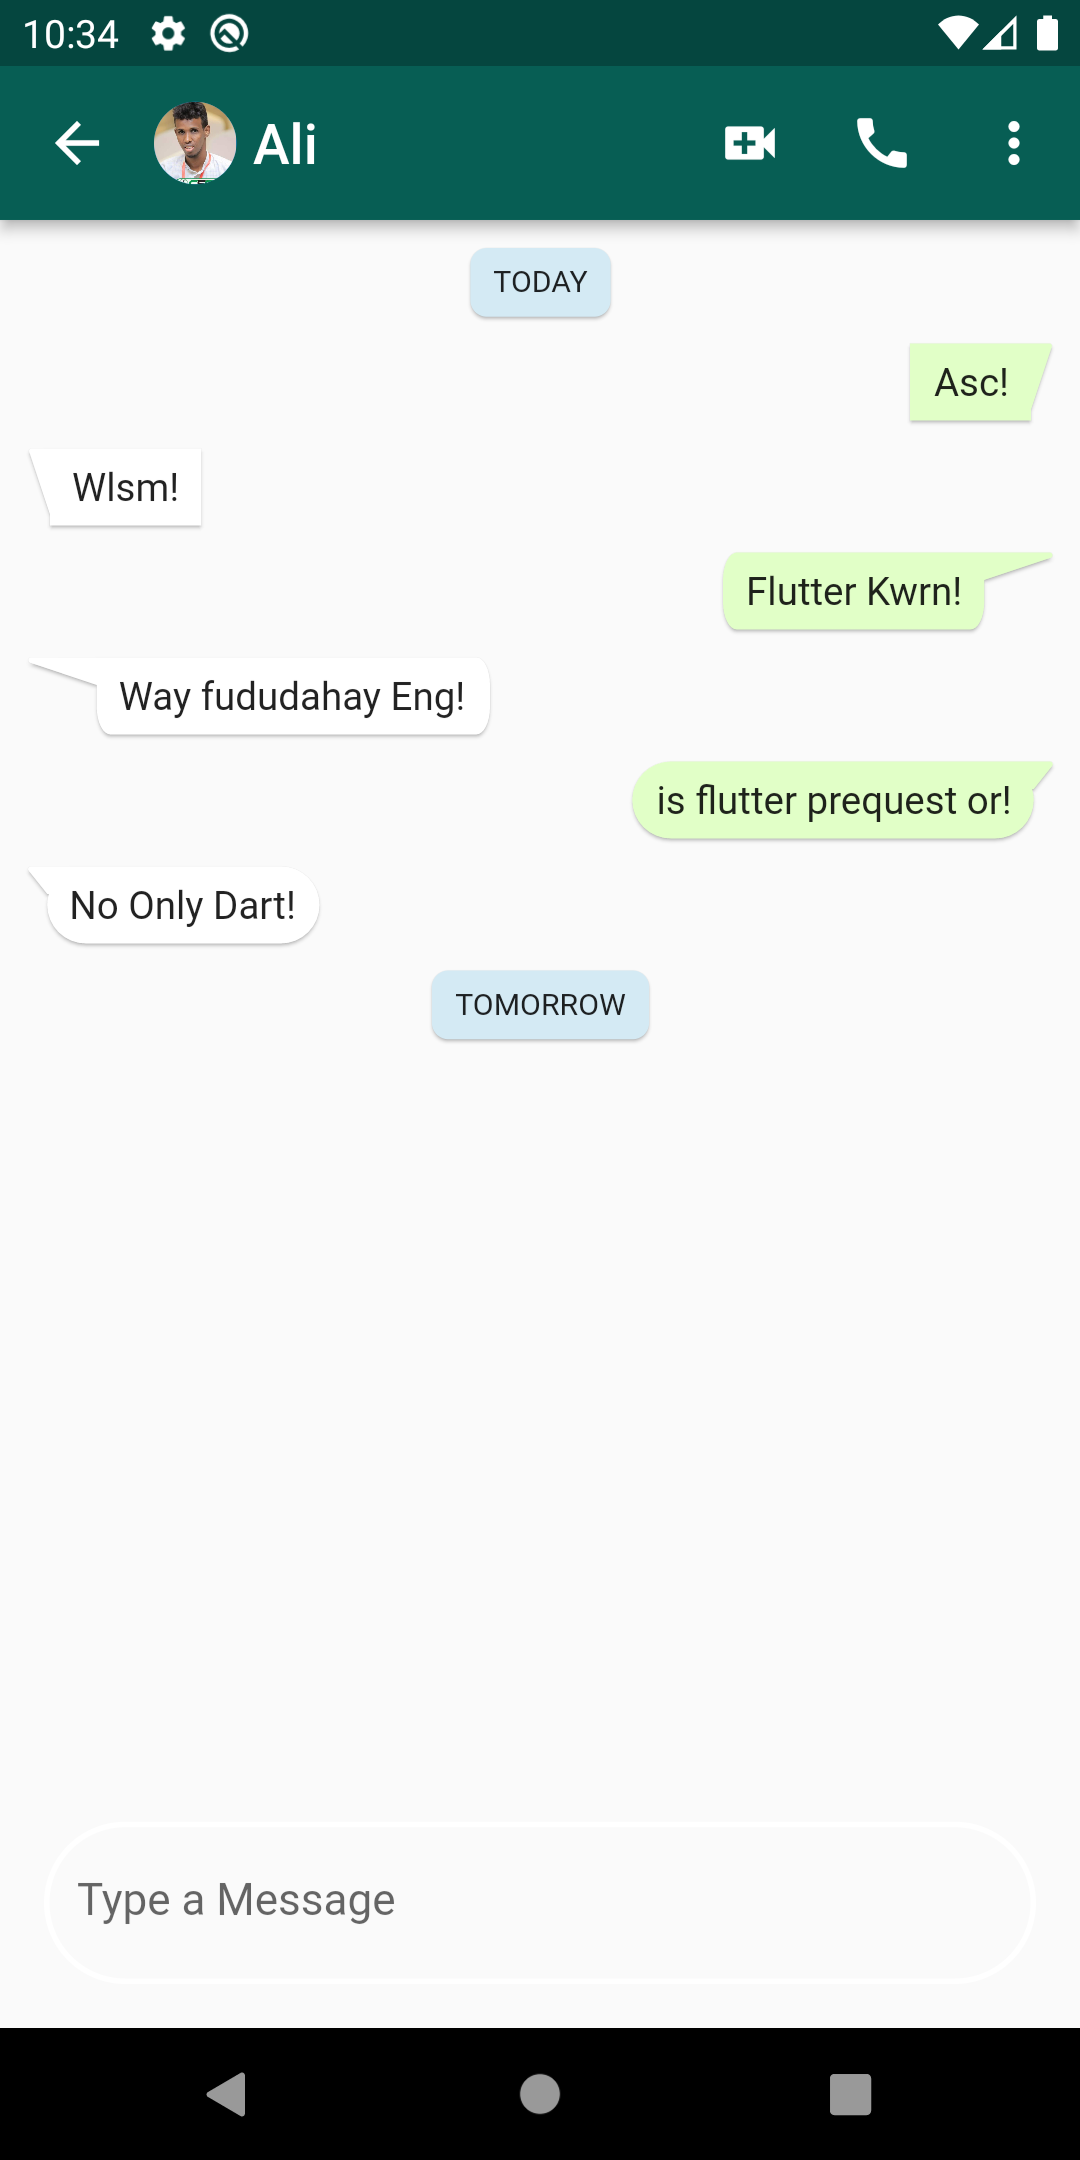 10:34
Ali
TODAY
Asc!
Wlsm!
Flutter Kwrn!
Way fududahay Eng!
is flutter prequest or!
No Only Dart!
TOMORROW
Type a Message